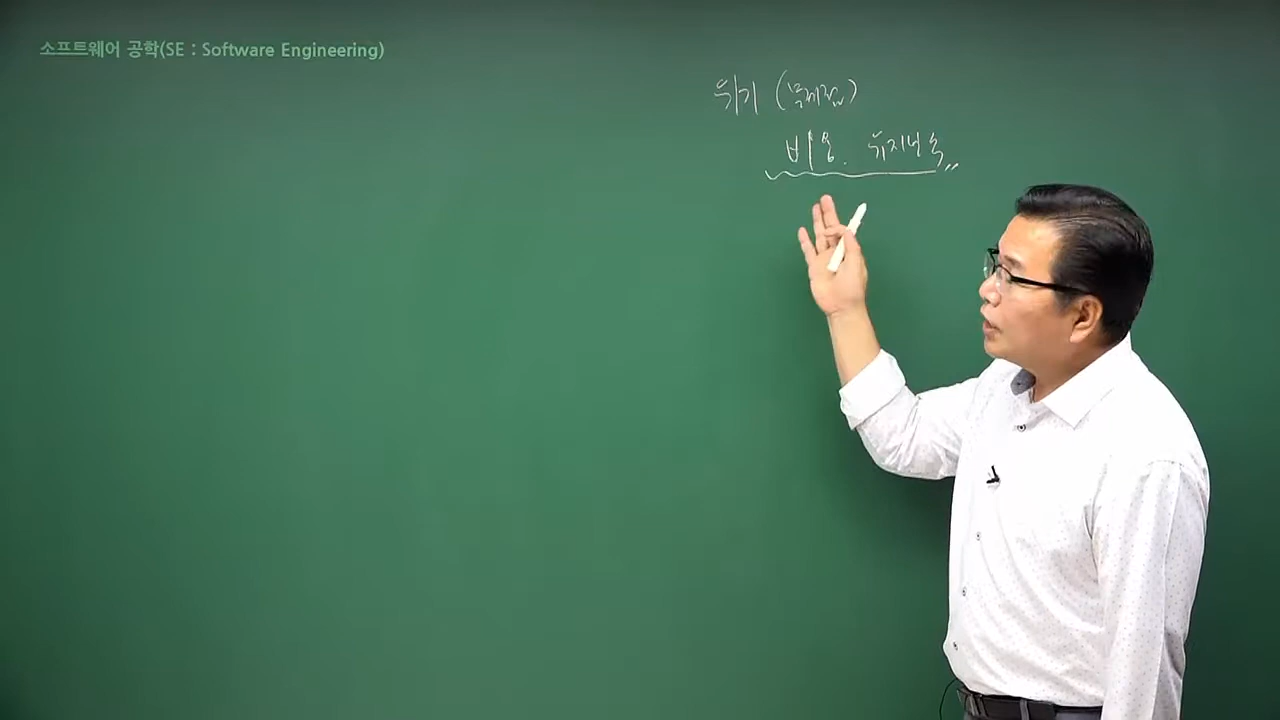 소프트웨어 공학(SE : Software Engineering)
위기 (문제점)
비용. 유지보수 〃